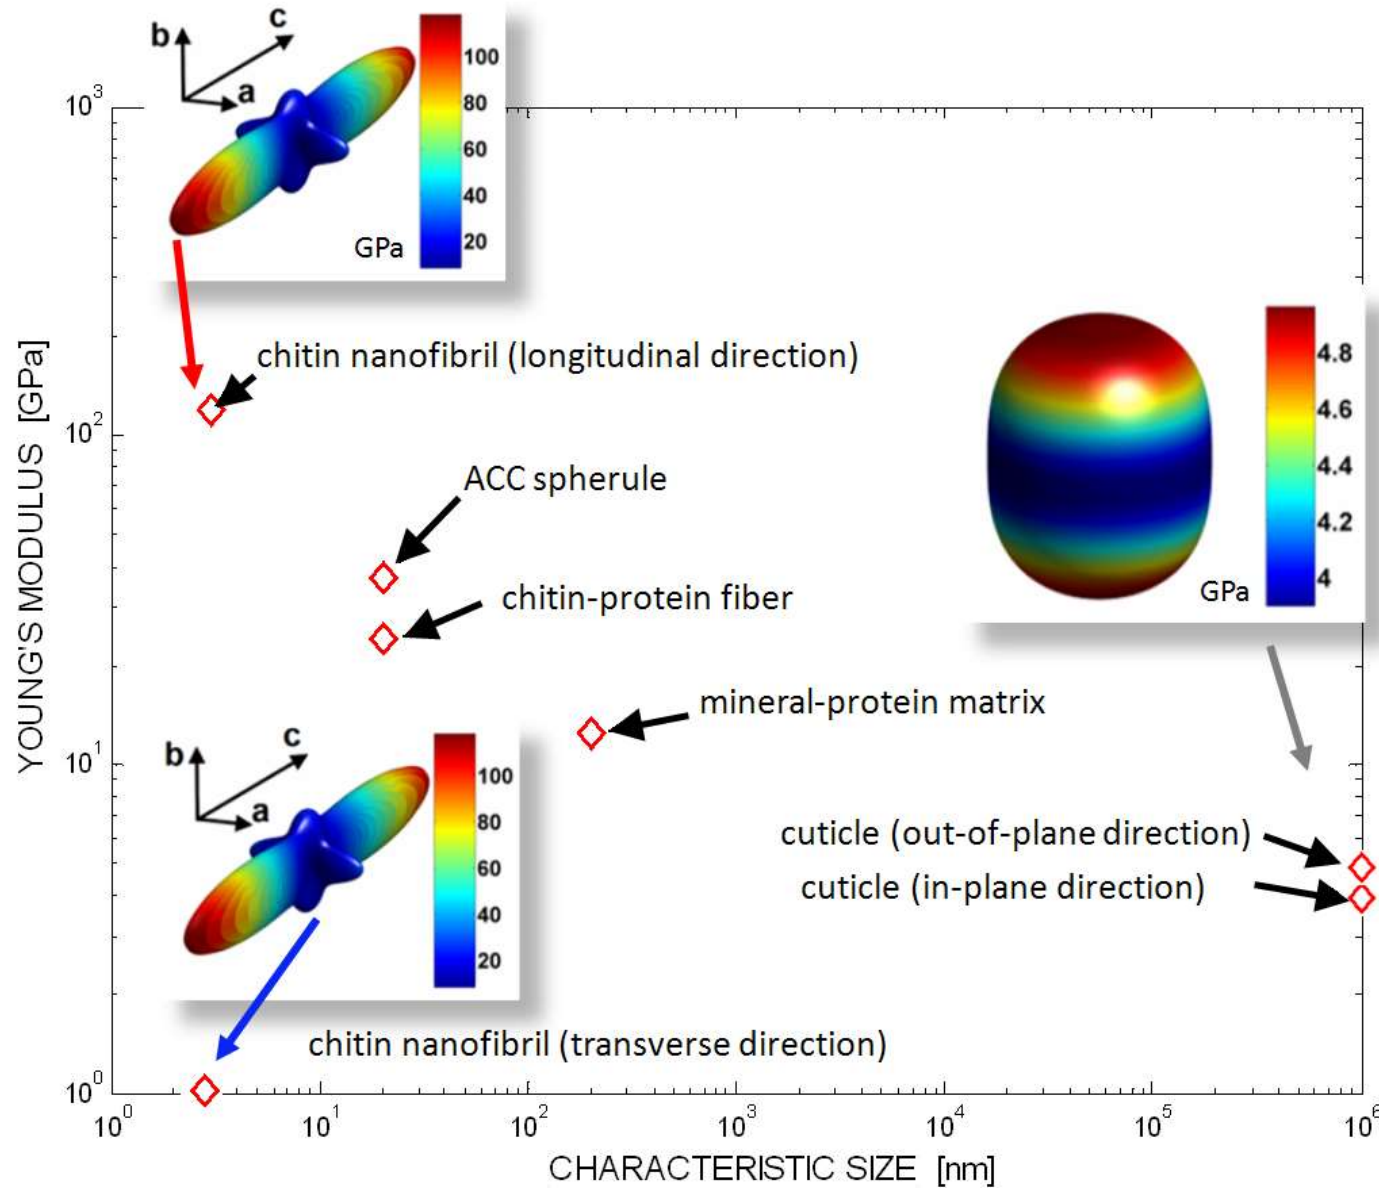 b
c
a
100
80
60
40
20
GPa
10³
chitin nanofibril (longitudinal direction)
10²
4.8
4.6
4.4
4.2
4
GPa
ACC spherule
chitin-protein fiber
mineral-protein matrix
YOUNG'S MODULUS [GPa]
b
c
a
100
80
60
40
20
10¹
cuticle (out-of-plane direction)
cuticle (in-plane direction)
chitin nanofibril (transverse direction)
10⁰
10⁰
10¹
10²
10³
10⁴
10⁵
10⁶
CHARACTERISTIC SIZE [nm]